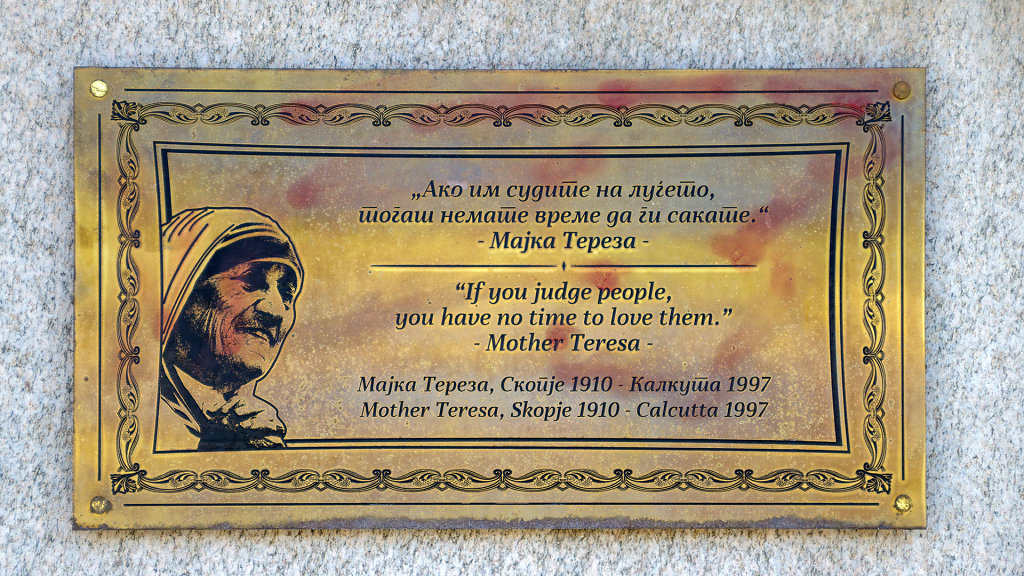 „Ако им судите на луѓето,
тогаш немате време да ги сакате.“
- Мајка Тереза -
“If you judge people,
you have no time to love them.”
- Mother Teresa -
Мајка Тереза, Скопје 1910 - Калкута 1997
Mother Teresa, Skopje 1910 - Calcutta 1997